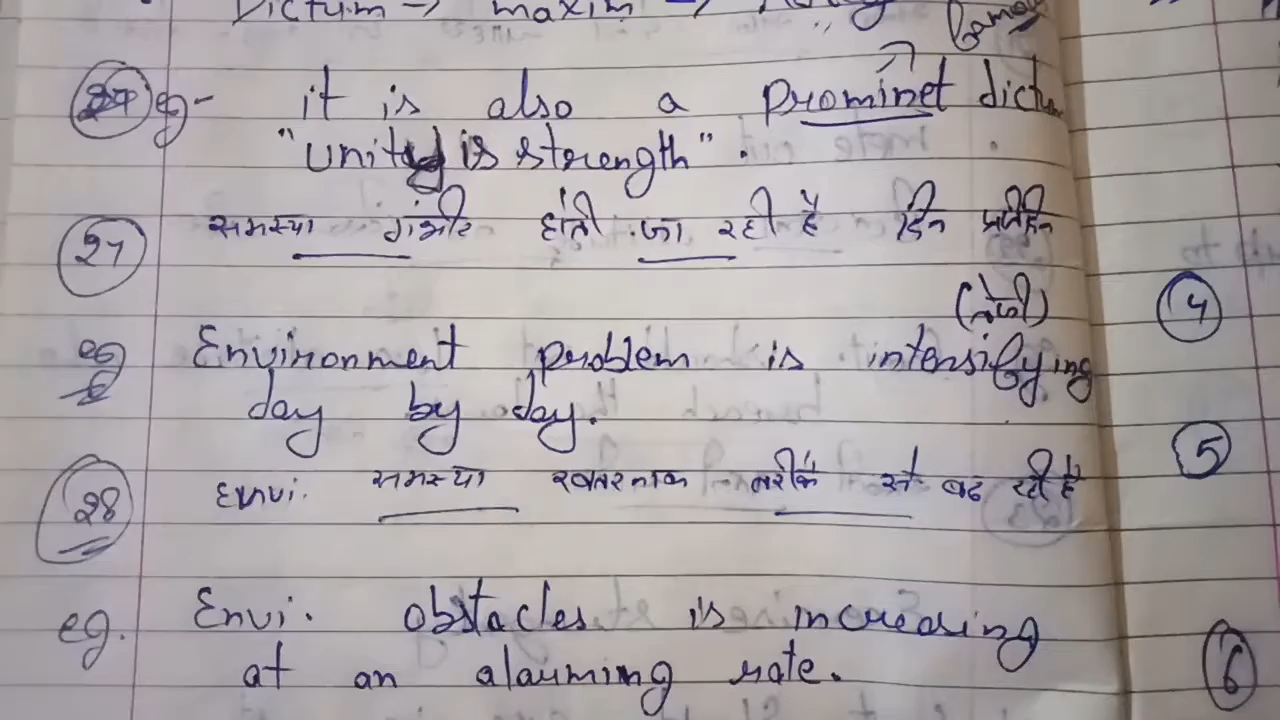 Dictum → maxim →
eg - it is also a prominet dictum
"unity is strength".
27 समस्या गंभीर होती जा रही है दिन प्रतिदिन
(तेजी)
eg Environment problem is intensifying
day by day.
28 Envi. समस्या खतरनाक तरीके से बढ रही है
eg. Envi. obstacles is increasing
at an alarming rate.
4
5
6